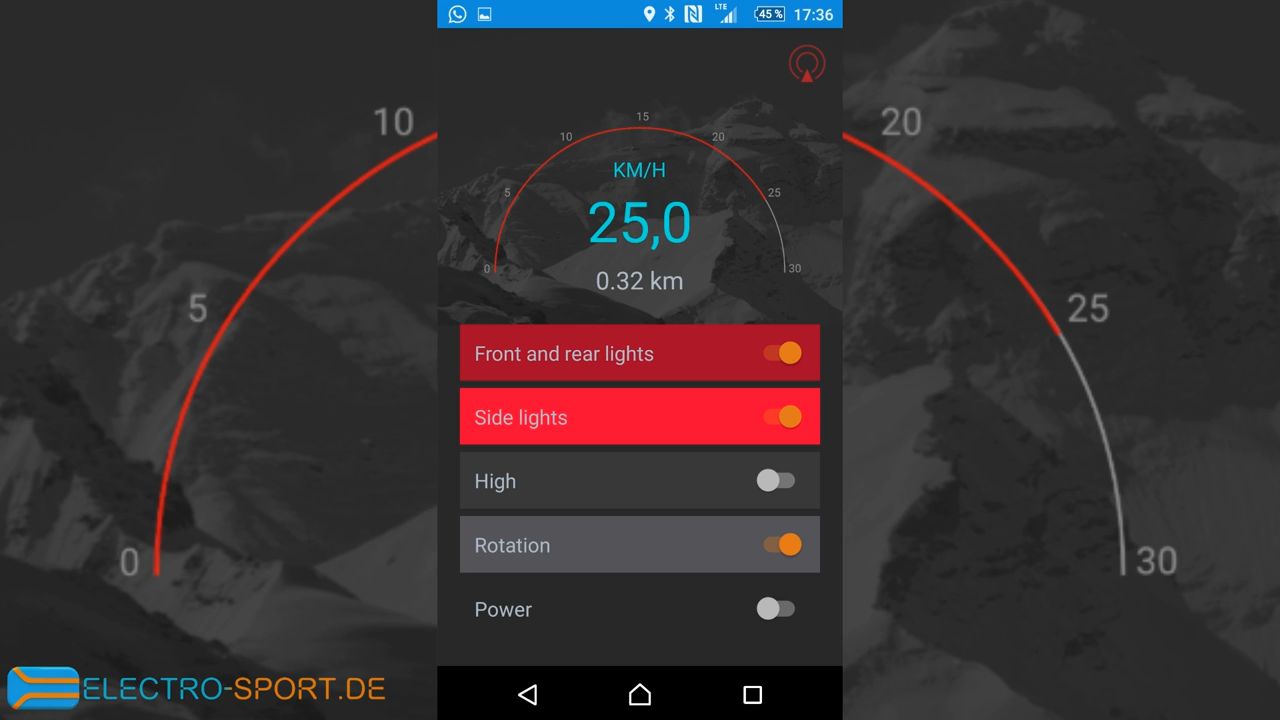 LTE
45 %
17:36
10
15
20
5
KM/H
25
25,0
0
0.32 km
30
10
20
5
25
0
30
Front and rear lights
Side lights
High
Rotation
Power
ELECTRO-SPORT.DE